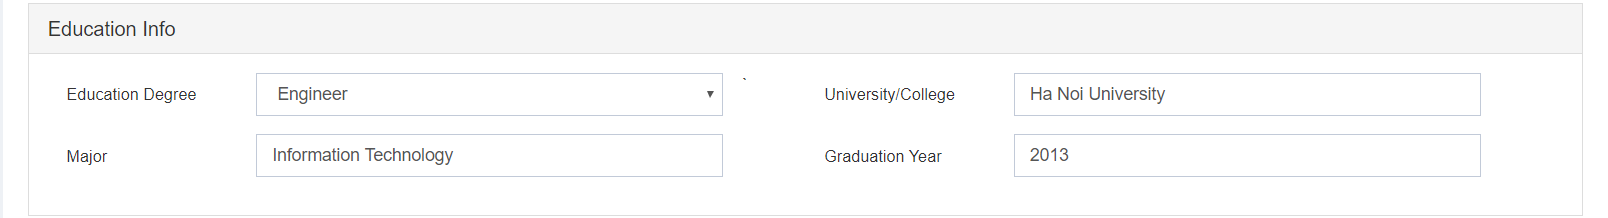 Education Info
Education Degree Engineer ` University/College Ha Noi University
Major Information Technology Graduation Year 2013